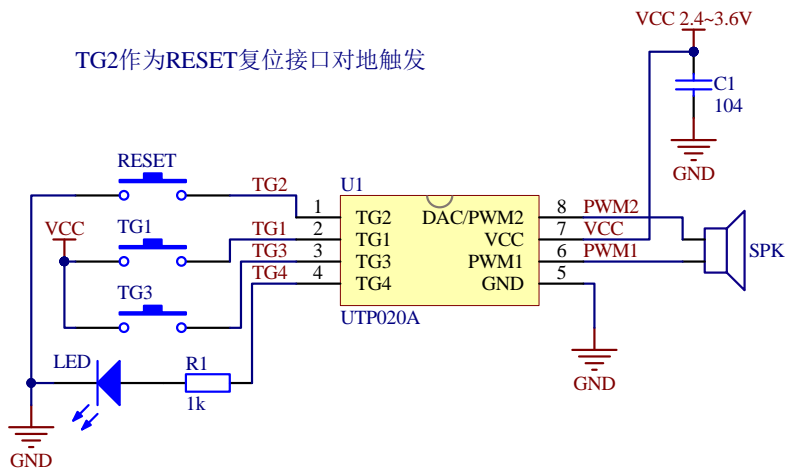 VCC 2.4~3.6V
TG2作为RESET复位接口对地触发
C1
104
GND
RESET
TG2
U1
1
TG2
DAC/PWM2
8
PWM2
VCC
TG1
TG1
2
TG1
VCC
7
VCC
TG3
3
TG3
PWM1
6
PWM1
SPK
TG4
4
TG4
GND
5
TG3
UTP020A
LED
R1
1k
GND
GND